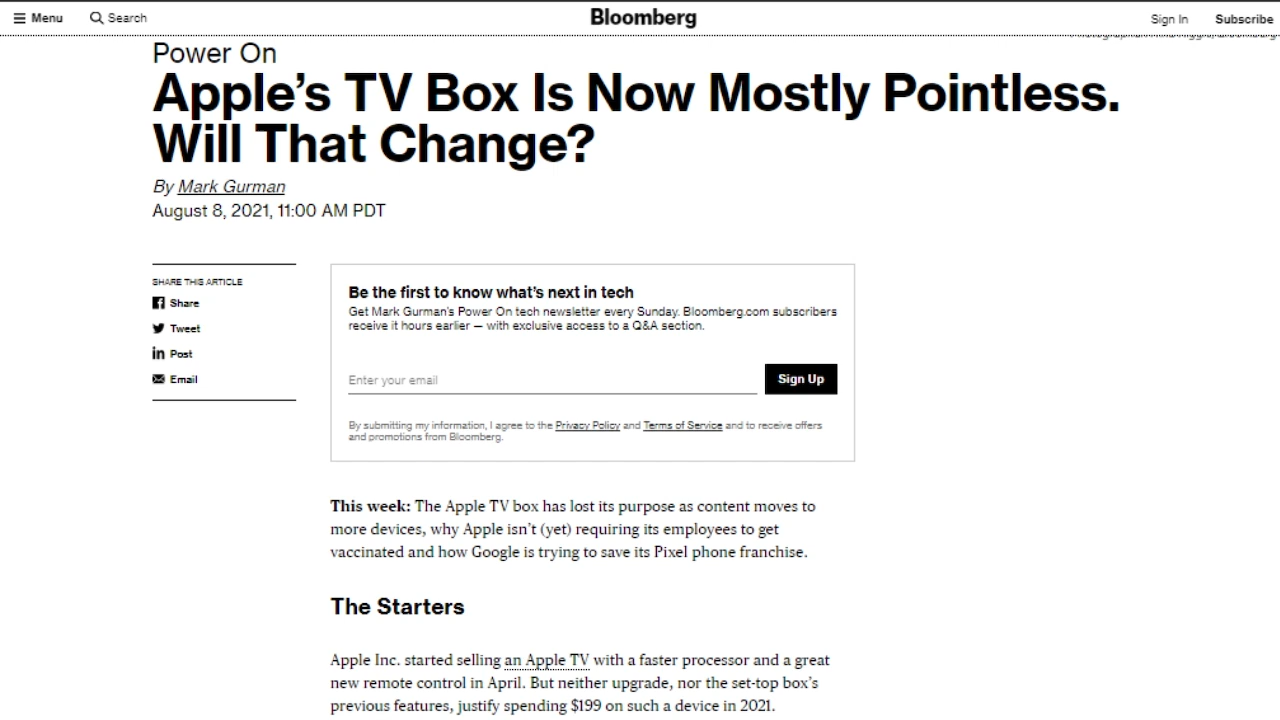 Menu
Search
Bloomberg
Sign In
Subscribe
Power On
Apple's TV Box Is Now Mostly Pointless.
Will That Change?
By Mark Gurman
August 8, 2021, 11:00 AM PDT
SHARE THIS ARTICLE
Share
Tweet
Post
Email
Be the first to know what's next in tech
Get Mark Gurman's Power On tech newsletter every Sunday. Bloomberg.com subscribers
receive it hours earlier — with exclusive access to a Q&A section.
Enter your email
Sign Up
By submitting my information, I agree to the Privacy Policy and Terms of Service and to receive offers
and promotions from Bloomberg.
This week: The Apple TV box has lost its purpose as content moves to
more devices, why Apple isn't (yet) requiring its employees to get
vaccinated and how Google is trying to save its Pixel phone franchise.
The Starters
Apple Inc. started selling an Apple TV with a faster processor and a great
new remote control in April. But neither upgrade, nor the set-top box's
previous features, justify spending $199 on such a device in 2021.